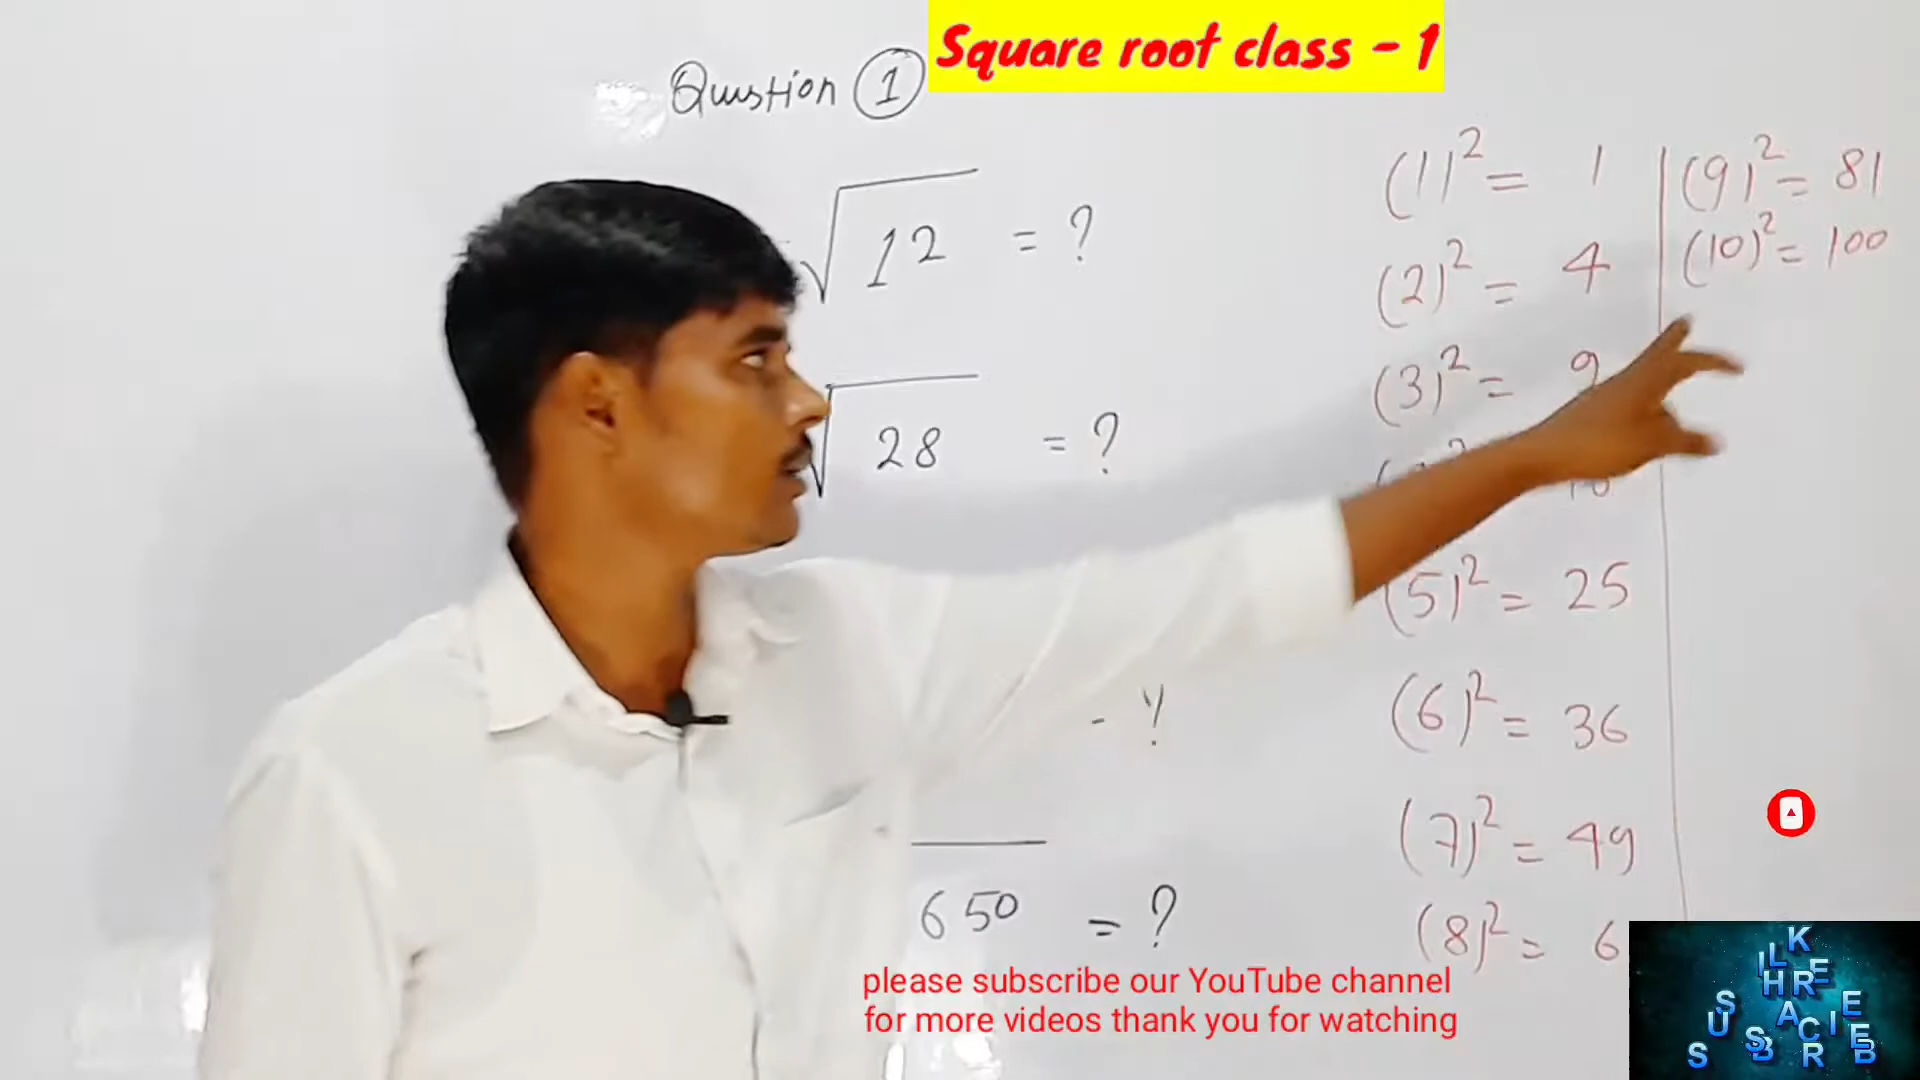 Square root class - 1
Question 1
√12 = ?
√28 = ?
- ?
650 = ?
(1)² = 1
(2)² = 4
(3)² = 9
(5)² = 25
(6)² = 36
(7)² = 49
(8)² = 6
(9)² = 81
(10)² = 100
please subscribe our YouTube channel
for more videos thank you for watching